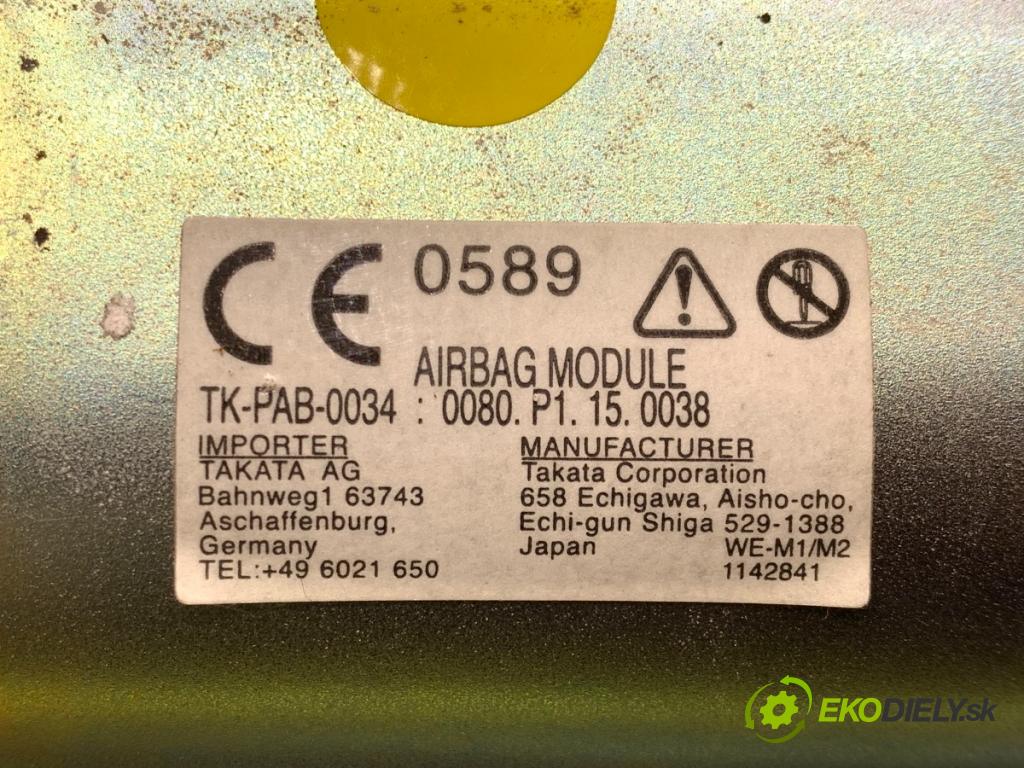 CE 0589
AIRBAG MODULE
TK-PAB-0034 : 0080. P1. 15. 0038
IMPORTER
TAKATA AG
Bahnweg1 63743
Aschaffenburg,
Germany
TEL:+49 6021 650
MANUFACTURER
Takata Corporation
658 Echigawa, Aisho-cho,
Echi-gun Shiga 529-1388
Japan WE-M1/M2
1142841
EKODIELY.sk